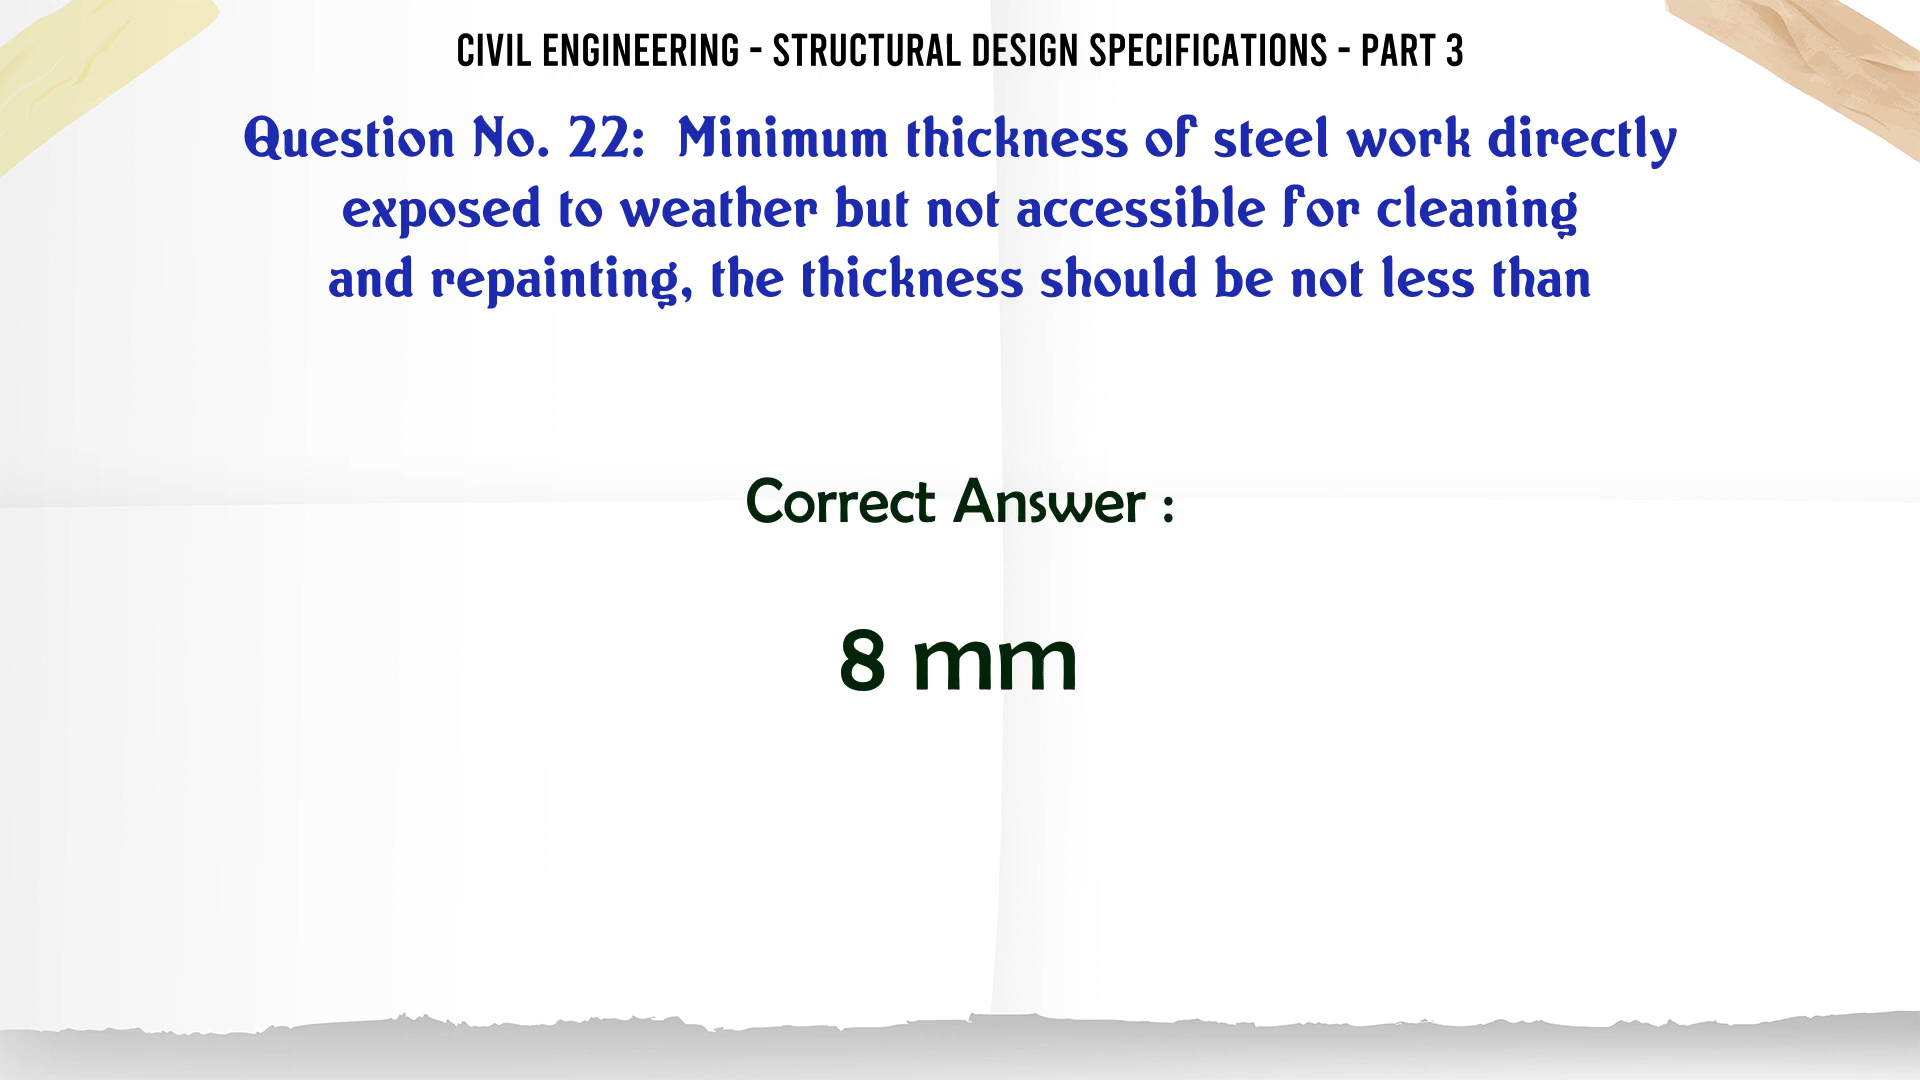 CIVIL ENGINEERING - STRUCTURAL DESIGN SPECIFICATIONS - PART 3
Question No. 22: Minimum thickness of steel work directly
exposed to weather but not accessible for cleaning
and repainting, the thickness should be not less than
Correct Answer :
8 mm